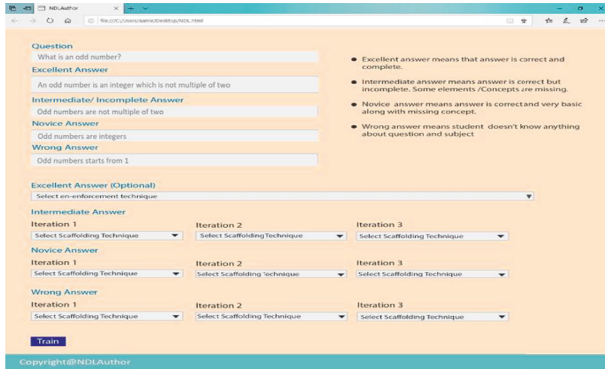 NDLAuthor
file:///C:/Users/samin/Desktop/NDL.html
Question
What is an odd number?
Excellent Answer
An odd number is an integer which is not multiple of two
Intermediate/ Incomplete Answer
Odd numbers are not multiple of two
Novice Answer
Odd numbers are integers
Wrong Answer
Odd numbers starts from 1
Excellent answer means that answer is correct and
complete.
Intermediate answer means answer is correct but
incomplete. Some elements /Concepts are missing.
Novice answer means answer is correctand very basic
along with missing concept.
Wrong answer means student doesn't know anything
about question and subject
Excellent Answer (Optional)
Select en-enforcement technique
Intermediate Answer
Iteration 1 Iteration 2 Iteration 3
Select Scaffolding Technique Select ScaffoldingTechnique Select Scaffolding Technique
Novice Answer
Iteration 1 Iteration 2 Iteration 3
Select Scaffolding Technique Select Scaffolding Technique Select Scaffolding Technique
Wrong Answer
Iteration 1 Iteration 2 Iteration 3
Select Scaffolding Technique Select Scaffolding Technique Select Scaffolding Technique
Train
Copyright@NDLAuthor